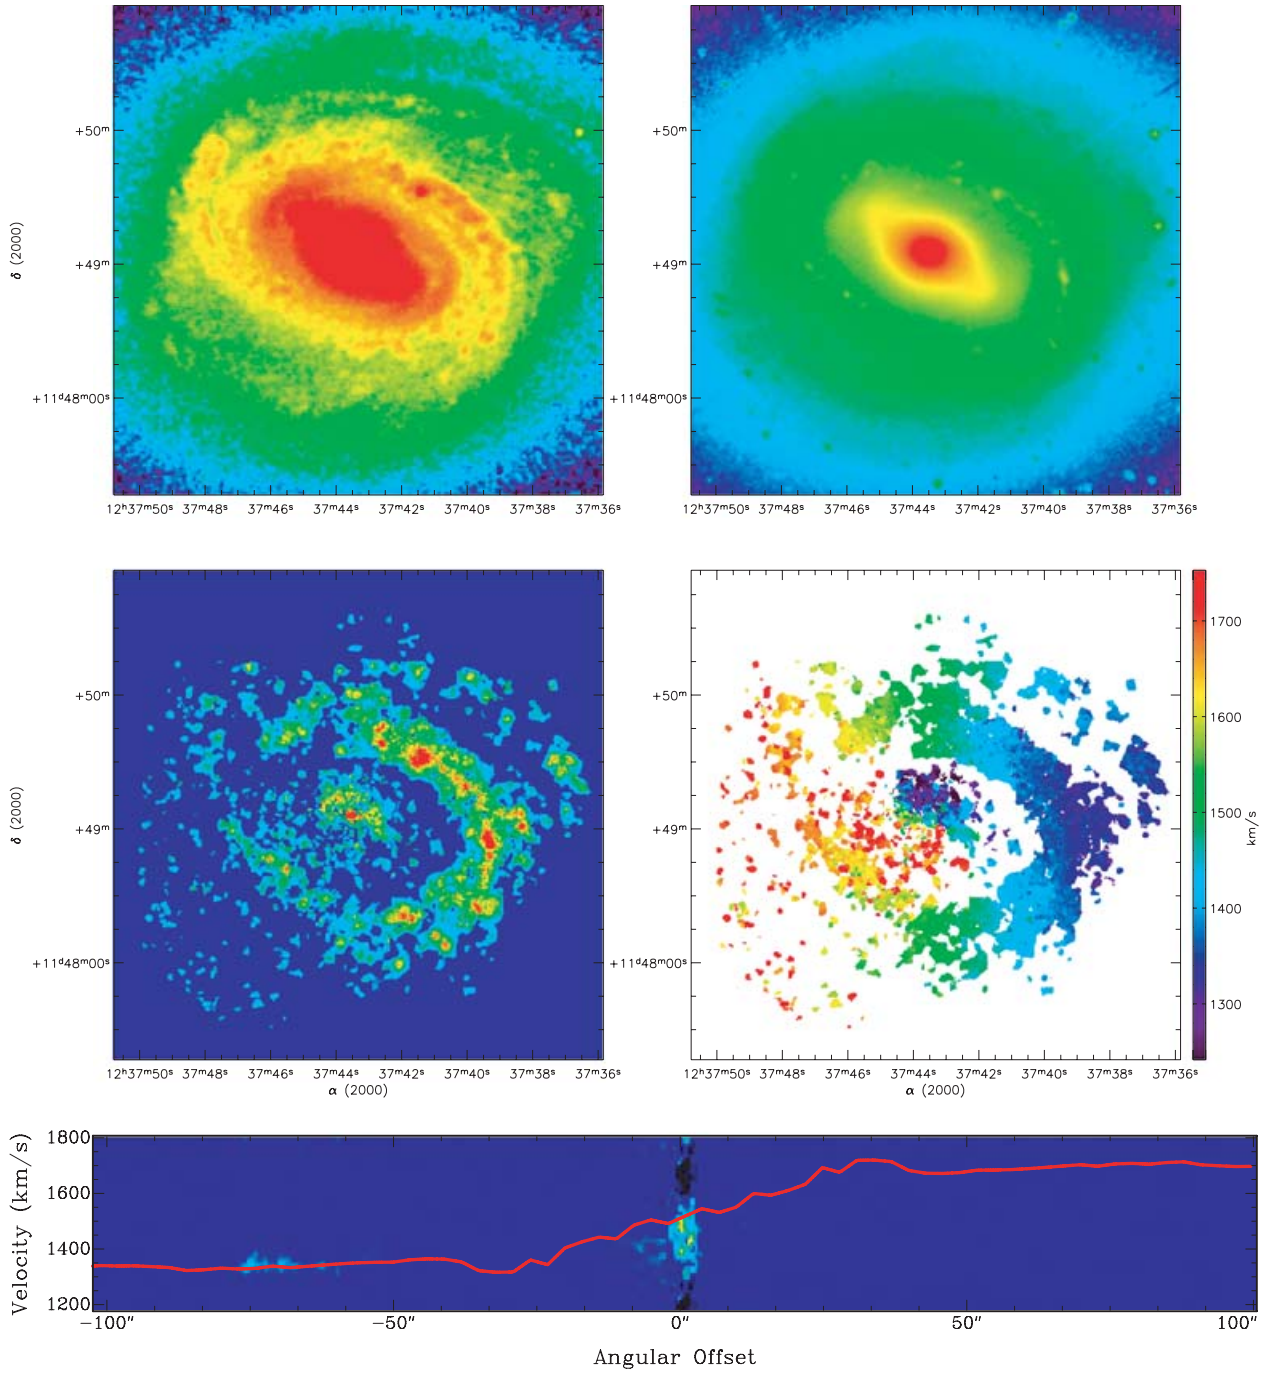 +50ᵐ
+49ᵐ
+11ᵈ48ᵐ00ˢ
δ (2000)
12ʰ37ᵐ50ˢ 37ᵐ48ˢ 37ᵐ46ˢ 37ᵐ44ˢ 37ᵐ42ˢ 37ᵐ40ˢ 37ᵐ38ˢ 37ᵐ36ˢ
+50ᵐ
+49ᵐ
+11ᵈ48ᵐ00ˢ
12ʰ37ᵐ50ˢ 37ᵐ48ˢ 37ᵐ46ˢ 37ᵐ44ˢ 37ᵐ42ˢ 37ᵐ40ˢ 37ᵐ38ˢ 37ᵐ36ˢ
+50ᵐ
+49ᵐ
+11ᵈ48ᵐ00ˢ
δ (2000)
12ʰ37ᵐ50ˢ 37ᵐ48ˢ 37ᵐ46ˢ 37ᵐ44ˢ 37ᵐ42ˢ 37ᵐ40ˢ 37ᵐ38ˢ 37ᵐ36ˢ
α (2000)
+50ᵐ
+49ᵐ
+11ᵈ48ᵐ00ˢ
12ʰ37ᵐ50ˢ 37ᵐ48ˢ 37ᵐ46ˢ 37ᵐ44ˢ 37ᵐ42ˢ 37ᵐ40ˢ 37ᵐ38ˢ 37ᵐ36ˢ
α (2000)
1700
1600
1500
1400
1300
km/s
Velocity (km/s)
1800
1600
1400
1200
−100″ −50″ 0″ 50″ 100″
Angular Offset